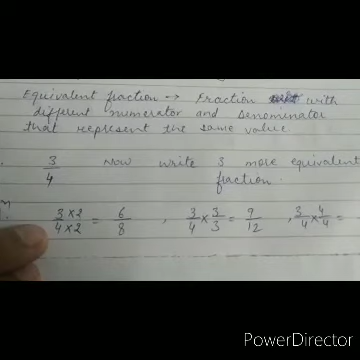 Equivalent fraction → Fraction with
different numerator and denominator
that represent the same value
3/4 Now write 3 more equivalent
fraction.
3×2/4×2 = 6/8 , 3/4 × 3/3 = 9/12 , 3/4 × 4/4 =
PowerDirector